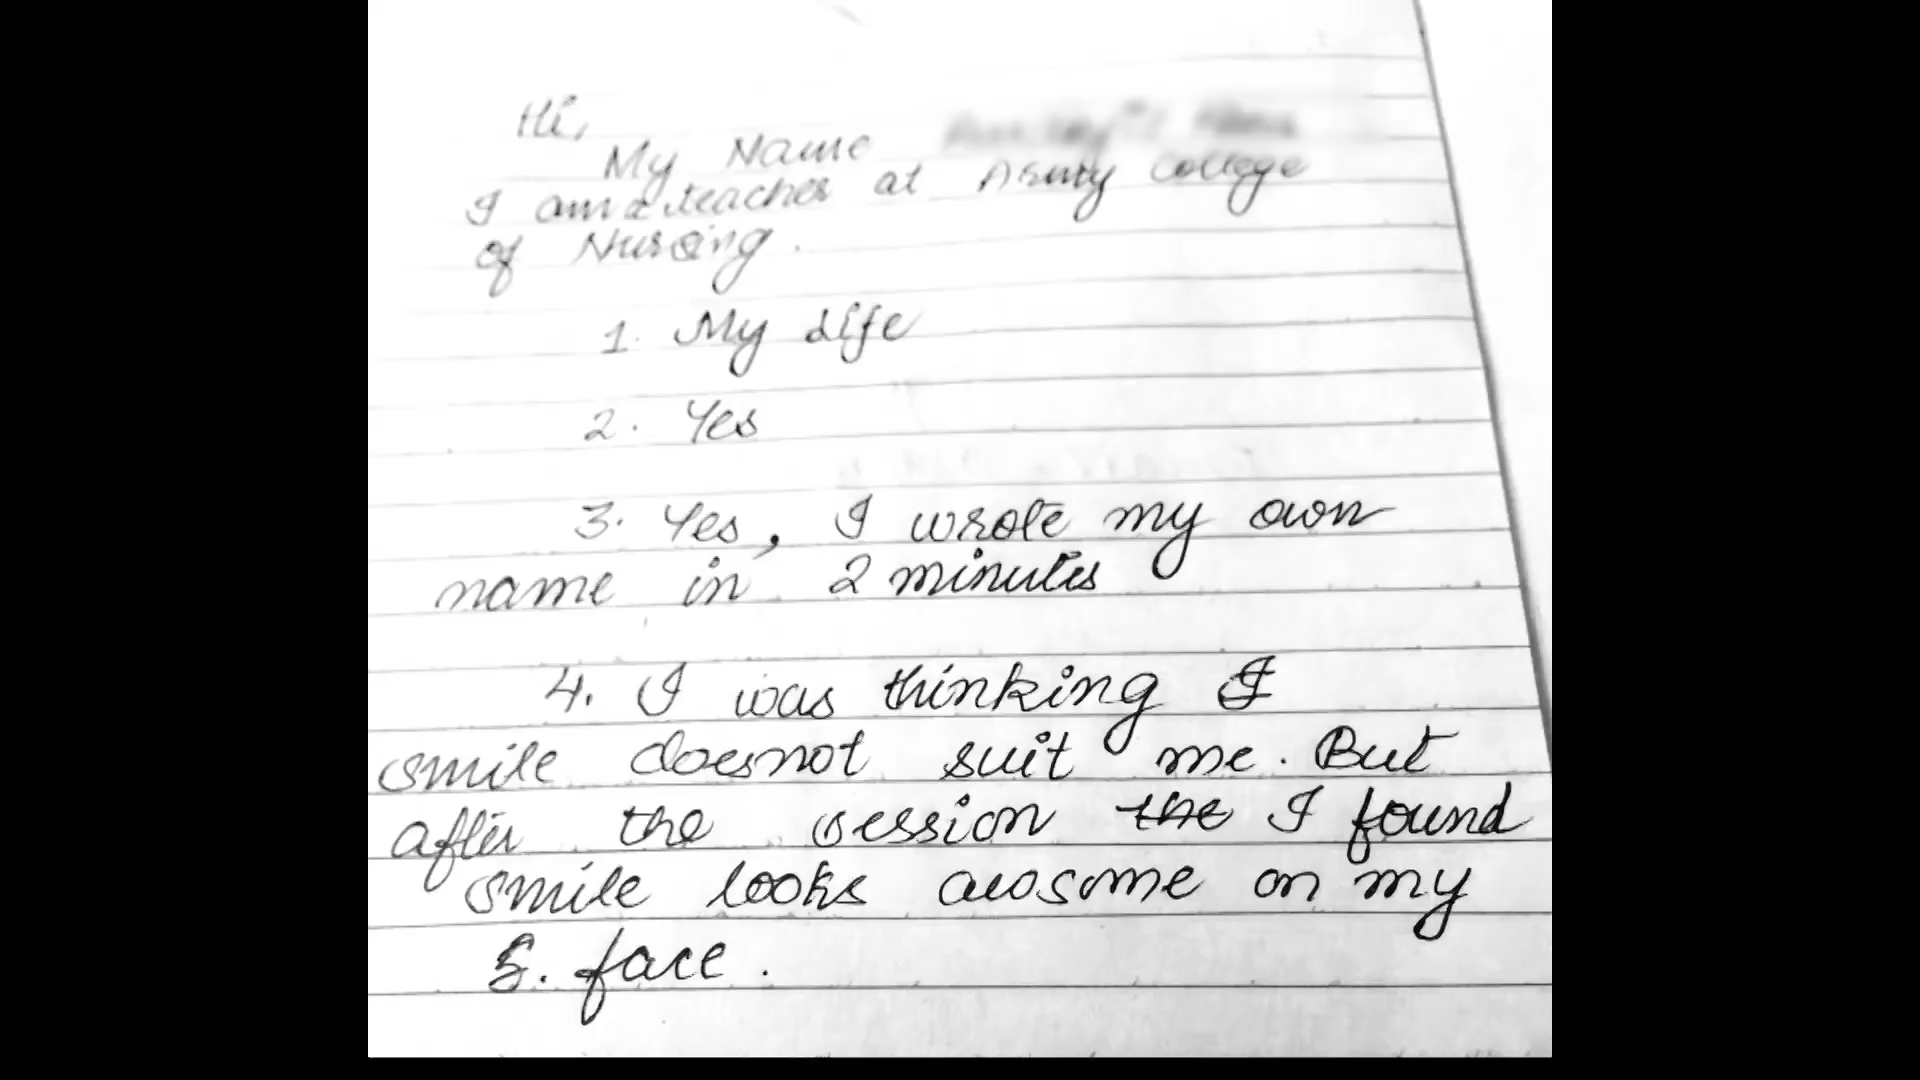 Hi,
My Name
I am a teacher at Army College
of Nursing.
1. My Life
2. Yes
3. Yes, I wrote my own
name in 2 minutes
4. I was thinking I
smile doesnot suit me. But
after the session the I found
smile looks awosme on my
5. face.